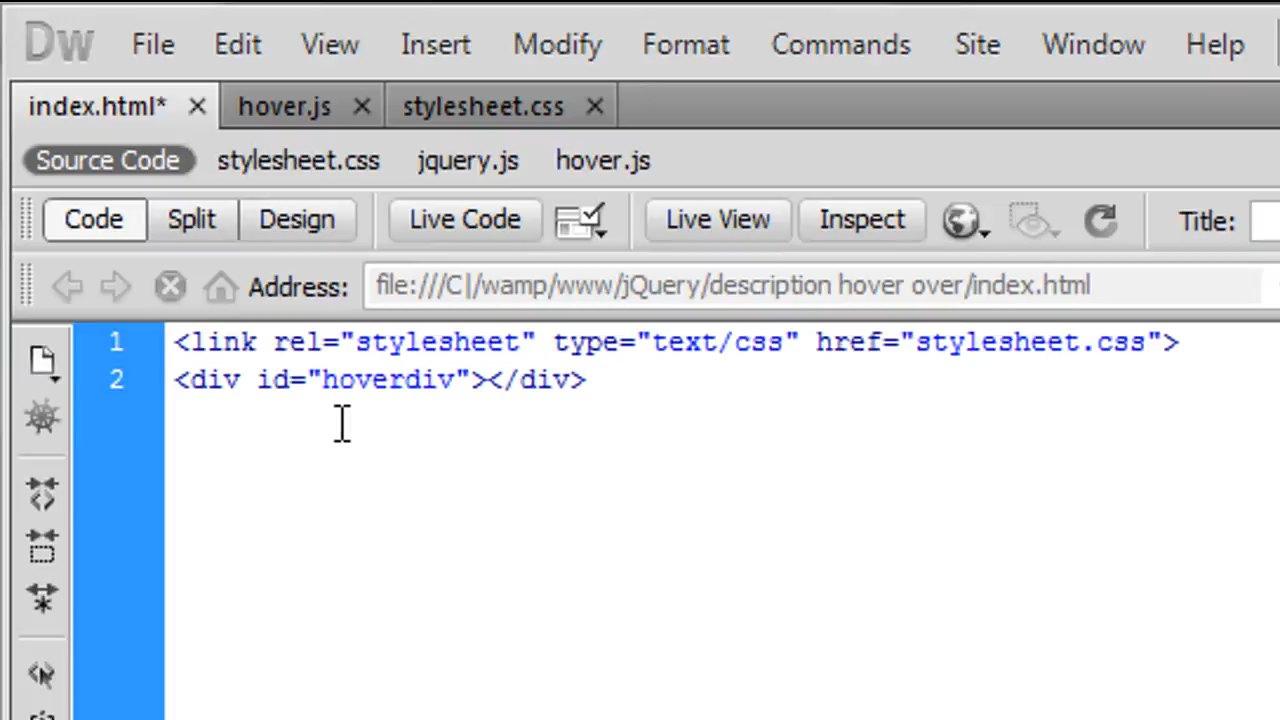 Dw File Edit View Insert Modify Format Commands Site Window Help
index.html* hover.js stylesheet.css
Source Code stylesheet.css jquery.js hover.js
Code Split Design Live Code Live View Inspect Title:
Address: file:///C|/wamp/www/jQuery/description hover over/index.html
1 <link rel="stylesheet" type="text/css" href="stylesheet.css">
2 <div id="hoverdiv"></div>